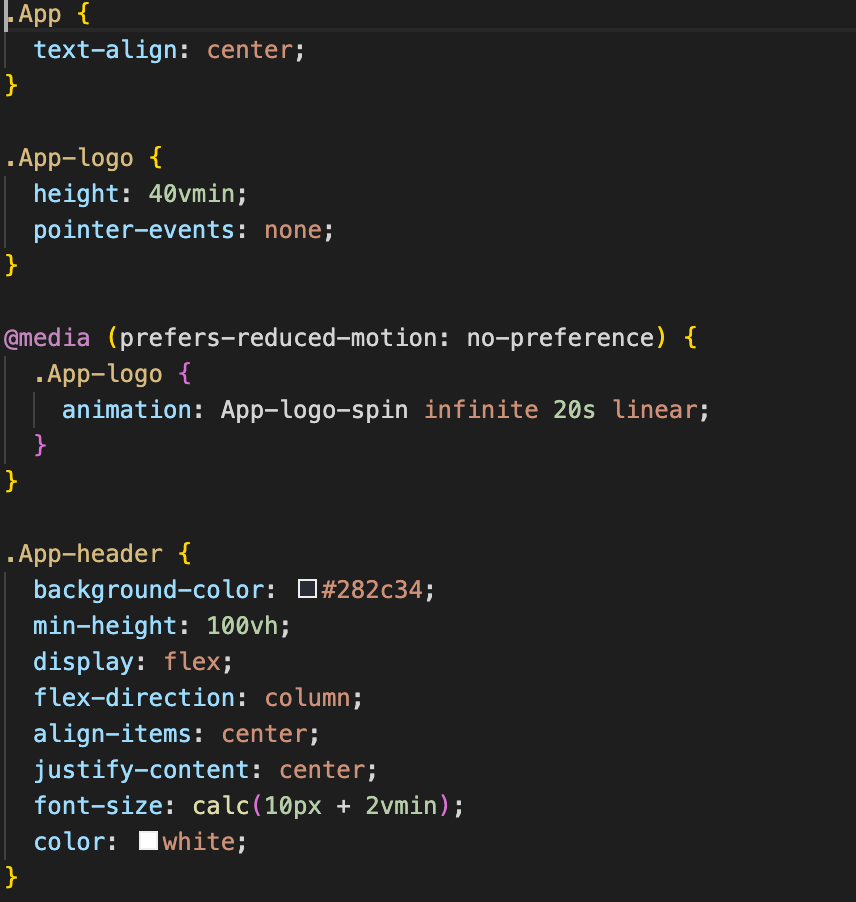 .App {
  text-align: center;
}

.App-logo {
  height: 40vmin;
  pointer-events: none;
}

@media (prefers-reduced-motion: no-preference) {
  .App-logo {
    animation: App-logo-spin infinite 20s linear;
  }
}

.App-header {
  background-color: #282c34;
  min-height: 100vh;
  display: flex;
  flex-direction: column;
  align-items: center;
  justify-content: center;
  font-size: calc(10px + 2vmin);
  color: white;
}